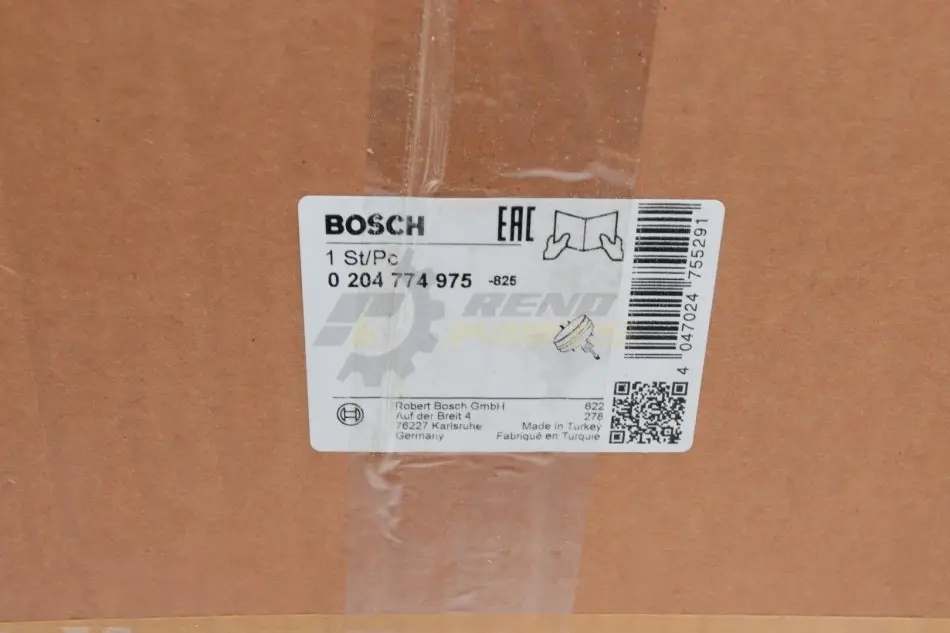 BOSCH
EAC
1 St/Pc
0 204 774 975 -825
RENO
4 047024 755291
Robert Bosch GmbH
Auf der Breit 4
76227 Karlsruhe
Germany
622
278
Made in Turkey
Fabriqué en Turquie